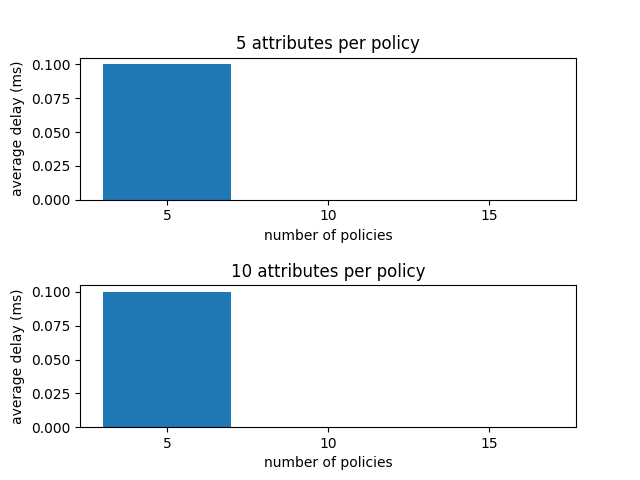 5 attributes per policy
average delay (ms)
0.100
0.075
0.050
0.025
0.000
5 10 15
number of policies
10 attributes per policy
average delay (ms)
0.100
0.075
0.050
0.025
0.000
5 10 15
number of policies